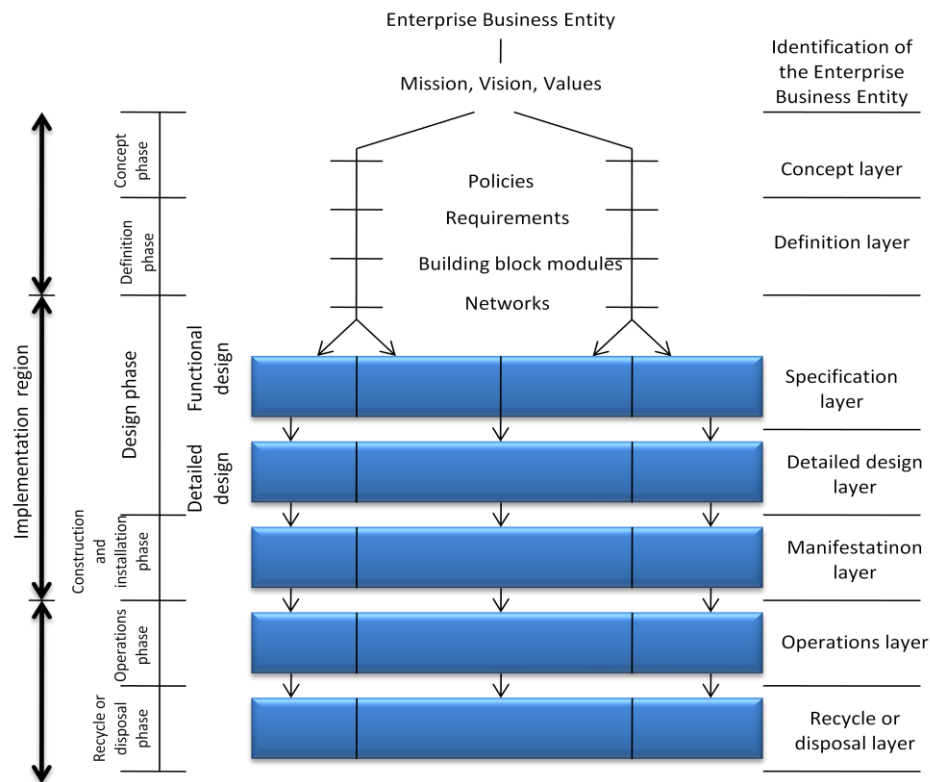 Enterprise Business Entity
Identification of
the Enterprise
Business Entity
Mission, Vision, Values
Concept
phase
Policies
Concept layer
Requirements
Definition
phase
Definition layer
Building block modules
Networks
Implementation region
Design phase
Functional
design
Specification
layer
Detailed
design
Detailed design
layer
Construction
and
installation
phase
Manifestatinon
layer
Operations
phase
Operations layer
Recycle or
disposal phase
Recycle or
disposal layer